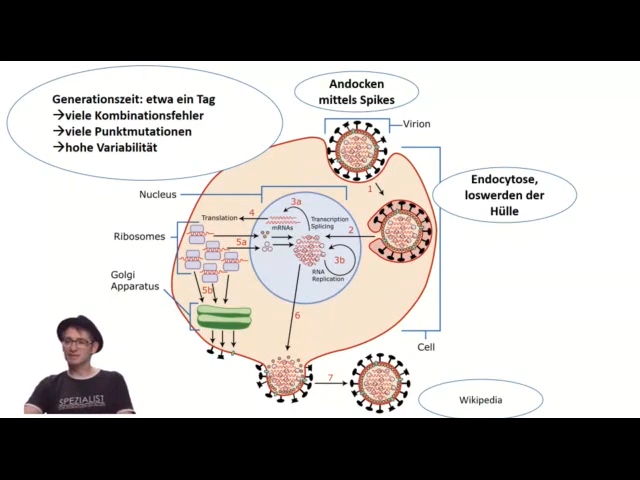 Generationszeit: etwa ein Tag
→viele Kombinationsfehler
→viele Punktmutationen
→hohe Variabilität
Andocken
mittels Spikes
Virion
Endocytose,
loswerden der
Hülle
1
Nucleus
3a
Translation
4
mRNAs
Transcription
Splicing
2
Ribosomes
5a
3b
RNA
Replication
Golgi
Apparatus
5b
6
Cell
7
Wikipedia
SPEZIALIST